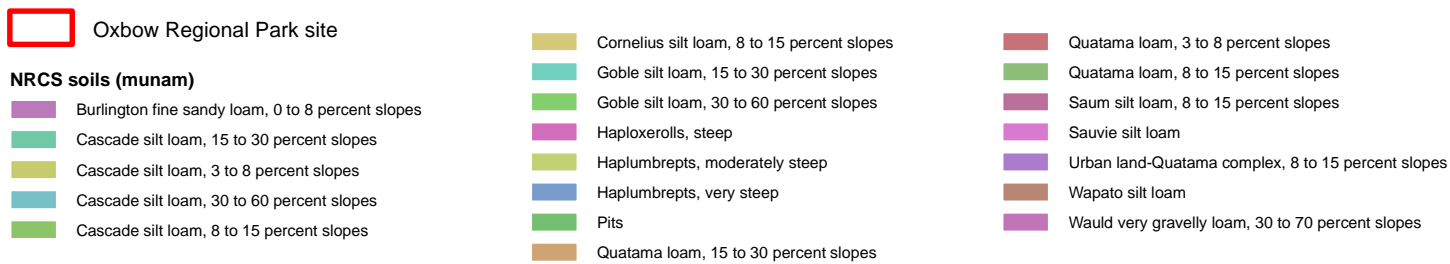 Oxbow Regional Park site
NRCS soils (munam)
Burlington fine sandy loam, 0 to 8 percent slopes
Cascade silt loam, 15 to 30 percent slopes
Cascade silt loam, 3 to 8 percent slopes
Cascade silt loam, 30 to 60 percent slopes
Cascade silt loam, 8 to 15 percent slopes
Cornelius silt loam, 8 to 15 percent slopes
Goble silt loam, 15 to 30 percent slopes
Goble silt loam, 30 to 60 percent slopes
Haploxerolls, steep
Haplumbrepts, moderately steep
Haplumbrepts, very steep
Pits
Quatama loam, 15 to 30 percent slopes
Quatama loam, 3 to 8 percent slopes
Quatama loam, 8 to 15 percent slopes
Saum silt loam, 8 to 15 percent slopes
Sauvie silt loam
Urban land-Quatama complex, 8 to 15 percent slopes
Wapato silt loam
Wauld very gravelly loam, 30 to 70 percent slopes